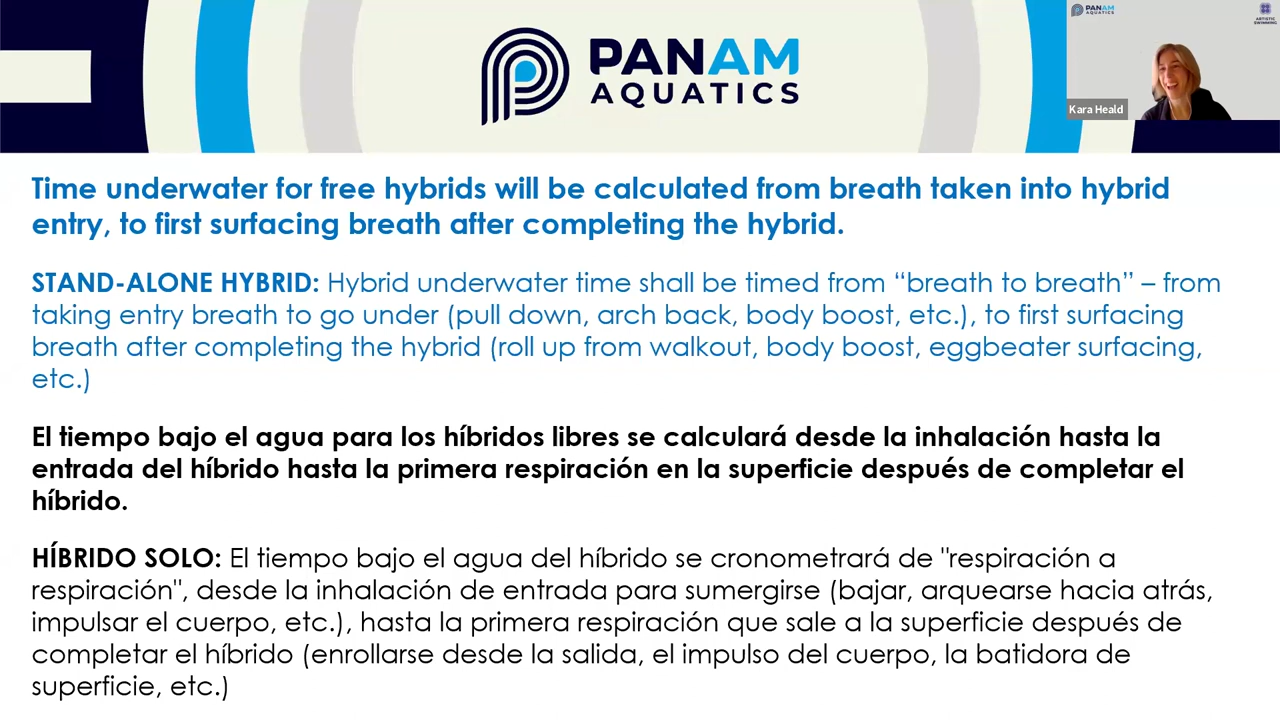 PANAM
AQUATICS
PANAM
AQUATICS
ARTISTIC
SWIMMING
Kara Heald
Time underwater for free hybrids will be calculated from breath taken into hybrid
entry, to first surfacing breath after completing the hybrid.
STAND-ALONE HYBRID: Hybrid underwater time shall be timed from “breath to breath” – from
taking entry breath to go under (pull down, arch back, body boost, etc.), to first surfacing
breath after completing the hybrid (roll up from walkout, body boost, eggbeater surfacing,
etc.)
El tiempo bajo el agua para los híbridos libres se calculará desde la inhalación hasta la
entrada del híbrido hasta la primera respiración en la superficie después de completar el
híbrido.
HÍBRIDO SOLO: El tiempo bajo el agua del híbrido se cronometrará de "respiración a
respiración", desde la inhalación de entrada para sumergirse (bajar, arquearse hacia atrás,
impulsar el cuerpo, etc.), hasta la primera respiración que sale a la superficie después de
completar el híbrido (enrollarse desde la salida, el impulso del cuerpo, la batidora de
superficie, etc.)